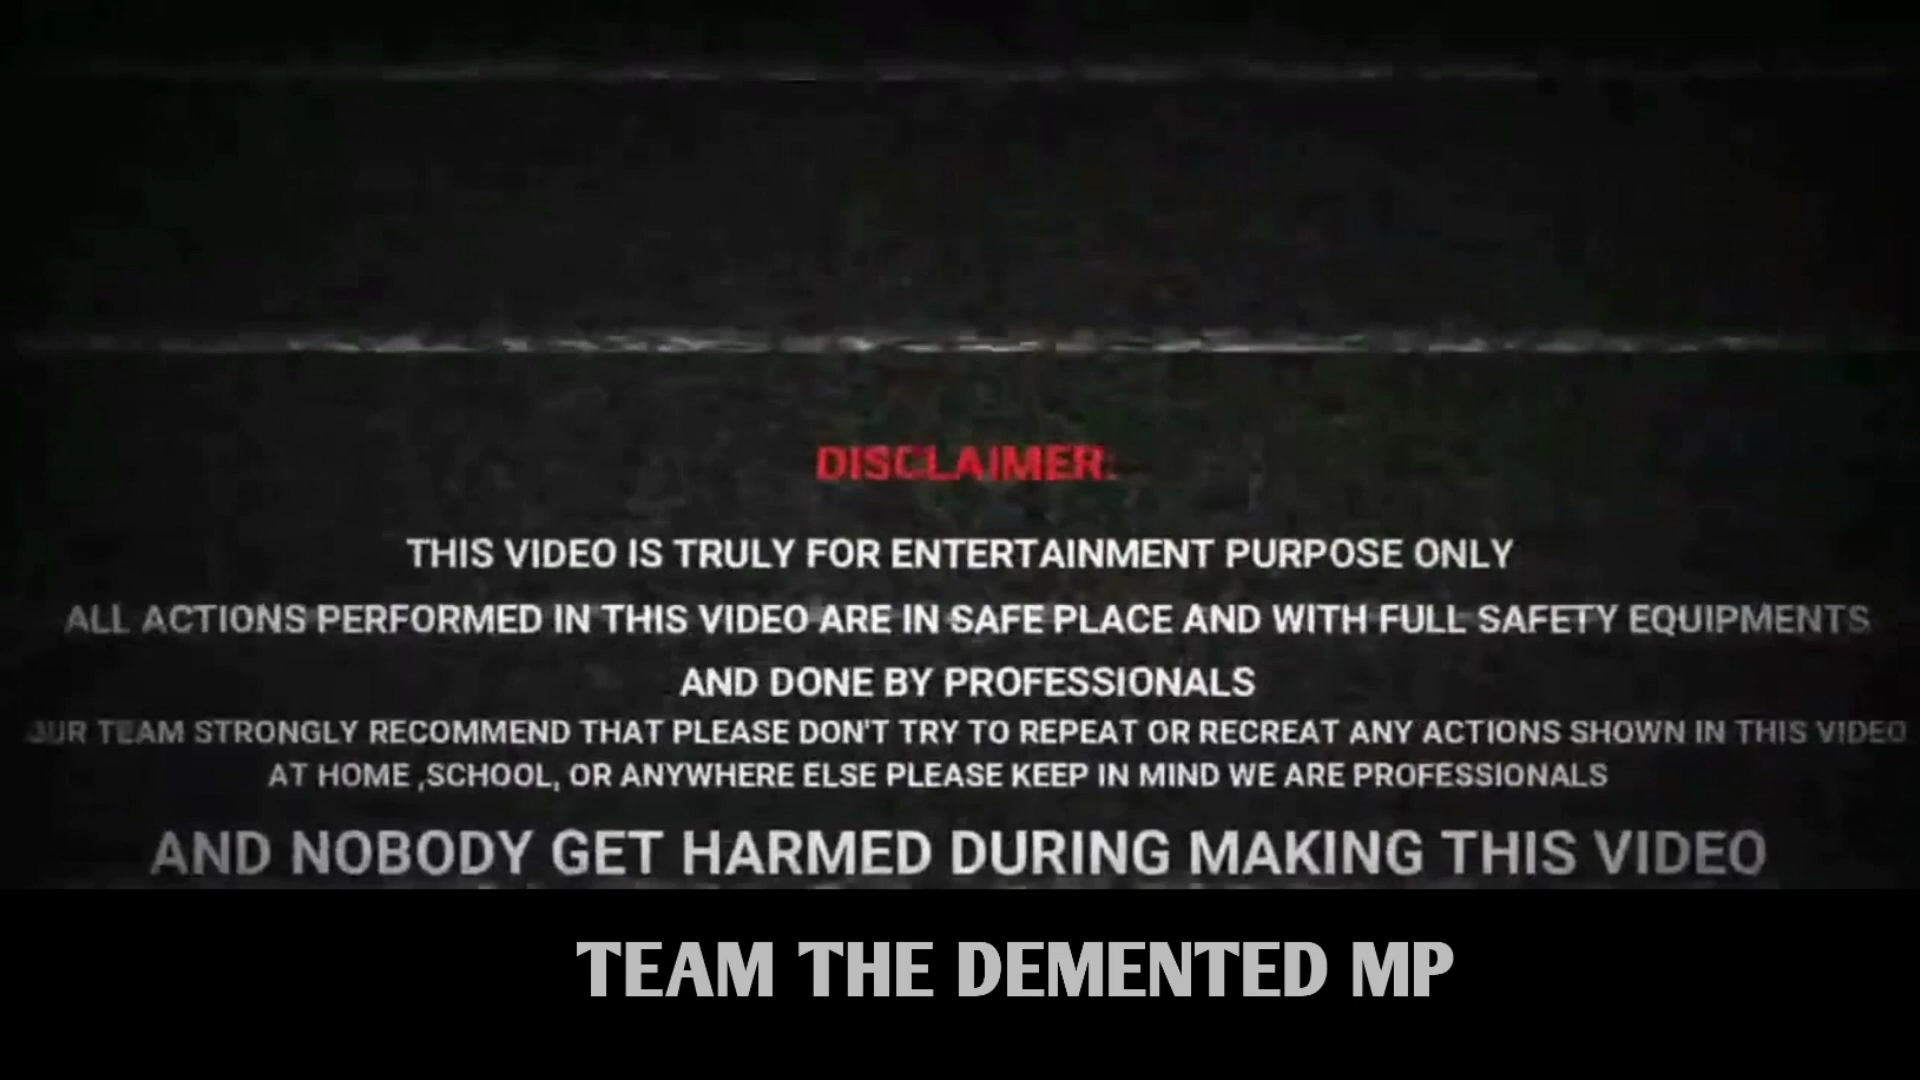 DISCLAIMER:-
THIS VIDEO IS TRULY FOR ENTERTAINMENT PURPOSE ONLY
ALL ACTIONS PERFORMED IN THIS VIDEO ARE IN SAFE PLACE AND WITH FULL SAFETY EQUIPMENTS
AND DONE BY PROFESSIONALS
OUR TEAM STRONGLY RECOMMEND THAT PLEASE DON'T TRY TO REPEAT OR RECREAT ANY ACTIONS SHOWN IN THIS VIDEO
AT HOME ,SCHOOL, OR ANYWHERE ELSE PLEASE KEEP IN MIND WE ARE PROFESSIONALS
AND NOBODY GET HARMED DURING MAKING THIS VIDEO
TEAM THE DEMENTED MP